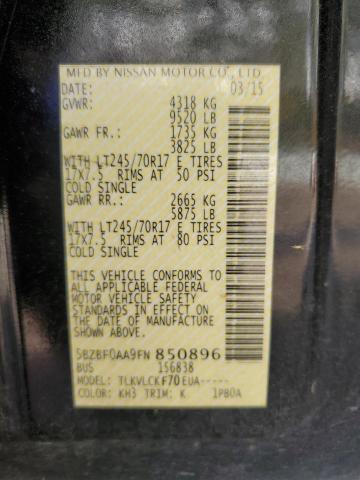 MFD BY NISSAN MOTOR CO., LTD.
DATE: 03/15
GVWR: 4318 KG
9520 LB
GAWR FR: 1735 KG
3825 LB
WITH LT245/70R17 E TIRES
17X7.5 RIMS AT 50 PSI
COLD SINGLE
GAWR RR.: 2665 KG
5875 LB
WITH LT245/70R17 E TIRES
17X7.5 RIMS AT 80 PSI
COLD SINGLE
THIS VEHICLE CONFORMS TO
ALL APPLICABLE FEDERAL
MOTOR VEHICLE SAFETY
STANDARDS IN EFFECT ON
THE DATE OF MANUFACTURE
SHOWN ABOVE.
5BZBF0AA9FN 850896
BUS 156838
MODEL: TLKVLCKF70EUA-----
COLOR: KH3 TRIM: K 1PB0A